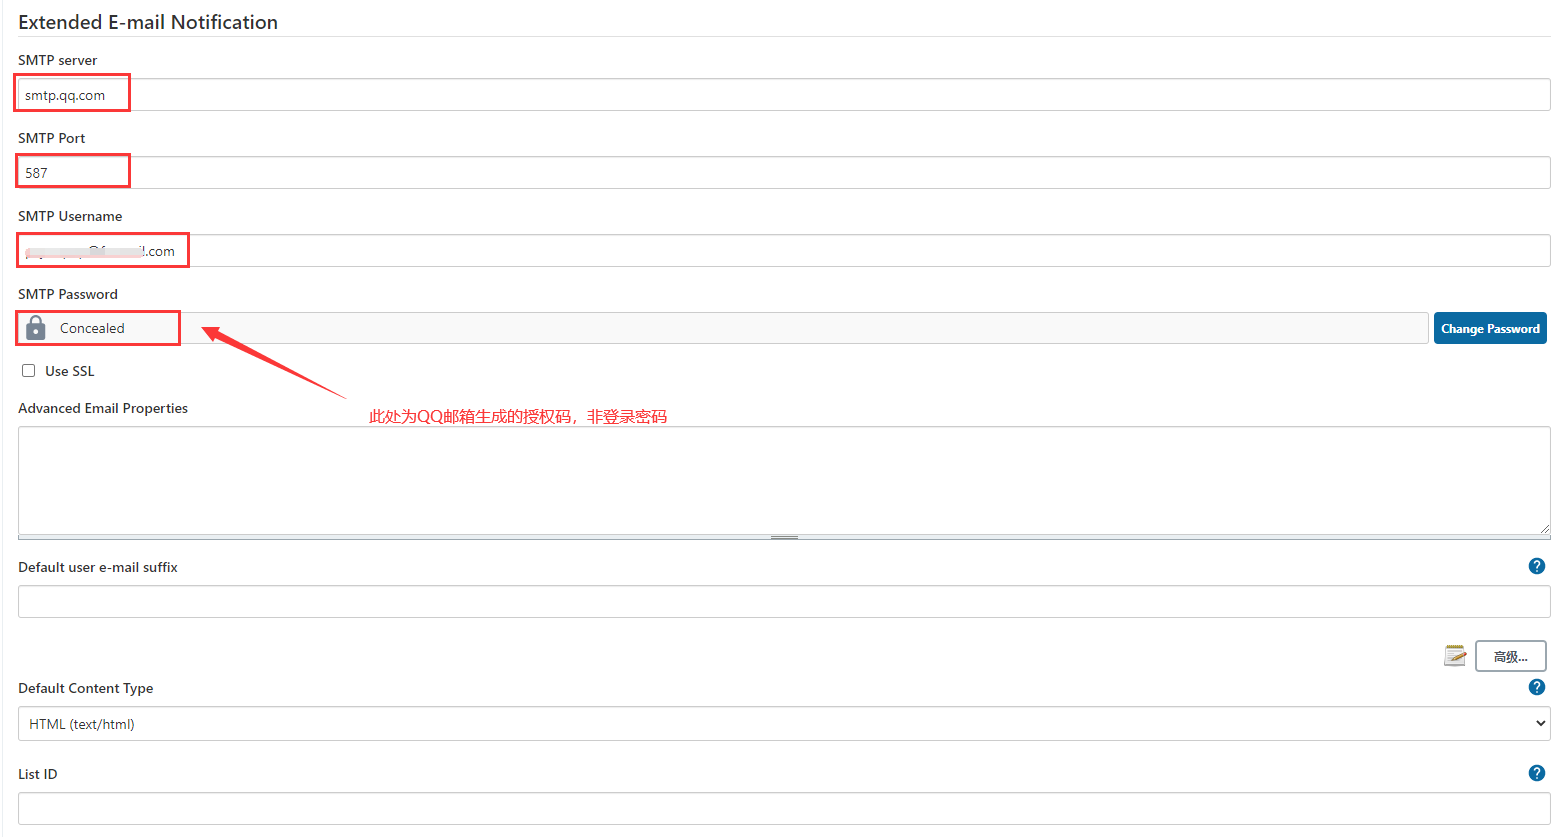 Extended E-mail Notification
SMTP server
smtp.qq.com
SMTP Port
587
SMTP Username
.com
SMTP Password
Concealed
Change Password
Use SSL
Advanced Email Properties
此处为QQ邮箱生成的授权码，非登录密码
Default user e-mail suffix
?
高级...
Default Content Type
?
HTML (text/html)
List ID
?